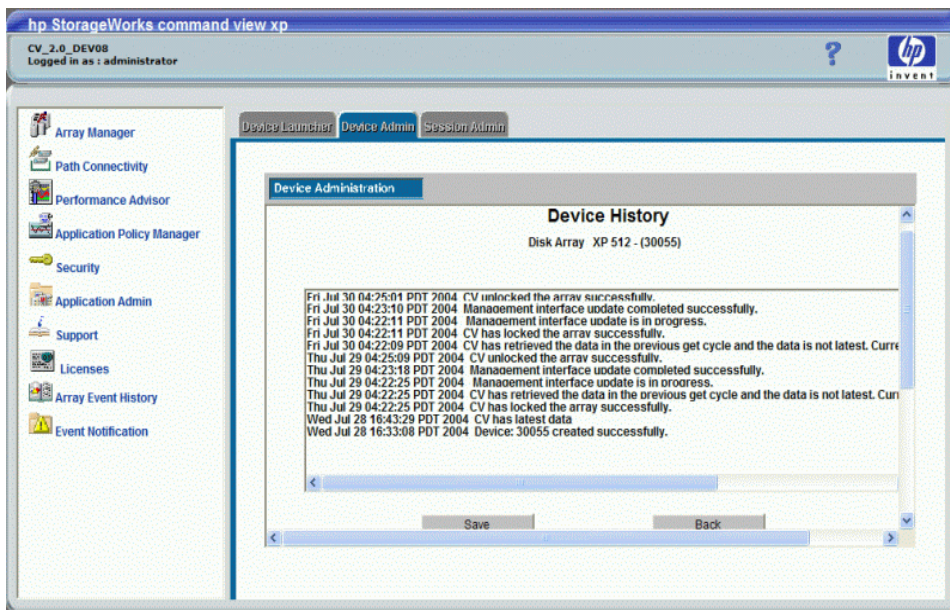 hp StorageWorks command view xp
CV_2.0_DEV08
Logged in as : administrator
?
hp
invent
Array Manager
Path Connectivity
Performance Advisor
Application Policy Manager
Security
Application Admin
Support
Licenses
Array Event History
Event Notification
Device Launcher Device Admin Session Admin
Device Administration
Device History
Disk Array XP 512 - (30055)
Fri Jul 30 04:25:01 PDT 2004 CV unlocked the array successfully.
Fri Jul 30 04:23:10 PDT 2004 Management interface update completed successfully.
Fri Jul 30 04:22:11 PDT 2004 Management interface update is in progress.
Fri Jul 30 04:22:11 PDT 2004 CV has locked the array successfully.
Fri Jul 30 04:22:09 PDT 2004 CV has retrieved the data in the previous get cycle and the data is not latest. Curre
Thu Jul 29 04:25:09 PDT 2004 CV unlocked the array successfully.
Thu Jul 29 04:23:18 PDT 2004 Management interface update completed successfully.
Thu Jul 29 04:22:25 PDT 2004 Management interface update is in progress.
Thu Jul 29 04:22:25 PDT 2004 CV has retrieved the data in the previous get cycle and the data is not latest. Curr
Thu Jul 29 04:22:25 PDT 2004 CV has locked the array successfully.
Wed Jul 28 16:43:29 PDT 2004 CV has latest data
Wed Jul 28 16:33:08 PDT 2004 Device: 30055 created successfully.
Save Back